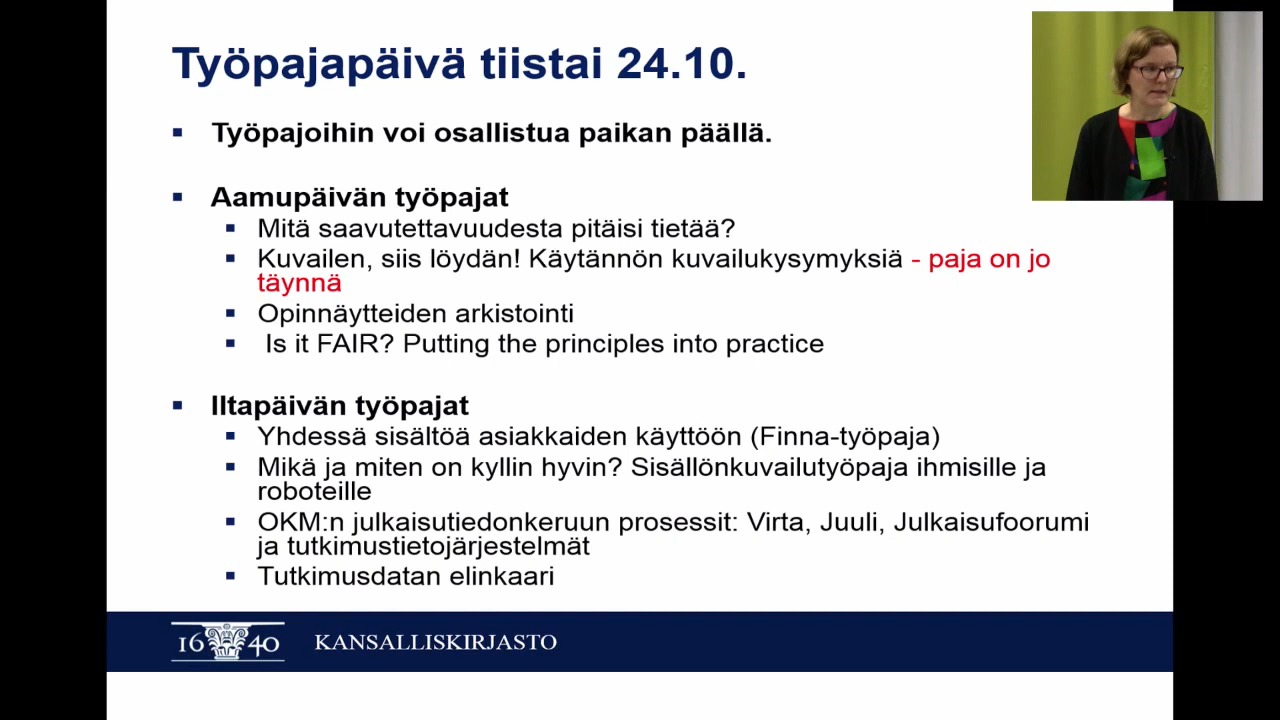 Työpajapäivä tiistai 24.10.
Työpajoihin voi osallistua paikan päällä.
Aamupäivän työpajat
Mitä saavutettavuudesta pitäisi tietää?
Kuvailen, siis löydän! Käytännön kuvailukysymyksiä - paja on jo
täynnä
Opinnäytteiden arkistointi
Is it FAIR? Putting the principles into practice
Iltapäivän työpajat
Yhdessä sisältöä asiakkaiden käyttöön (Finna-työpaja)
Mikä ja miten on kyllin hyvin? Sisällönkuvailutyöpaja ihmisille ja
roboteille
OKM:n julkaisutiedonkeruun prosessit: Virta, Juuli, Julkaisufoorumi
ja tutkimustietojärjestelmät
Tutkimusdatan elinkaari
1640 KANSALLISKIRJASTO